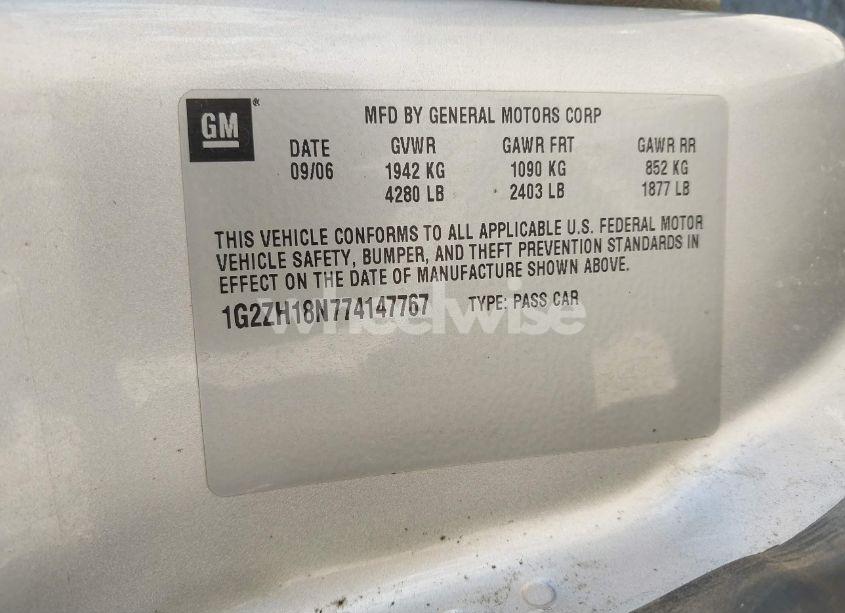 GM
MFD BY GENERAL MOTORS CORP
DATE GVWR GAWR FRT GAWR RR
09/06 1942 KG 1090 KG 852 KG
4280 LB 2403 LB 1877 LB
THIS VEHICLE CONFORMS TO ALL APPLICABLE U.S. FEDERAL MOTOR
VEHICLE SAFETY, BUMPER, AND THEFT PREVENTION STANDARDS IN
EFFECT ON THE DATE OF MANUFACTURE SHOWN ABOVE.
1G2ZH18N774147767 TYPE: PASS CAR
wheelwise